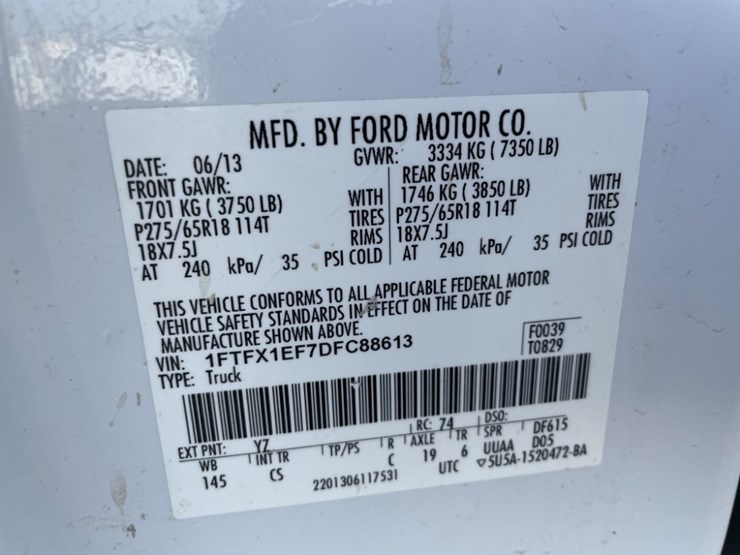 MFD. BY FORD MOTOR CO.
DATE: 06/13 GVWR: 3334 KG ( 7350 LB)
FRONT GAWR: REAR GAWR:
1701 KG ( 3750 LB) WITH 1746 KG ( 3850 LB) WITH
P275/65R18 114T TIRES P275/65R18 114T TIRES
18X7.5J RIMS 18X7.5J RIMS
AT 240 kPa/ 35 PSI COLD AT 240 kPa/ 35 PSI COLD
THIS VEHICLE CONFORMS TO ALL APPLICABLE FEDERAL MOTOR
VEHICLE SAFETY STANDARDS IN EFFECT ON THE DATE OF
MANUFACTURE SHOWN ABOVE.
VIN: 1FTFX1EF7DFC88613 F0039
TYPE: Truck T0829
EXT PNT: YZ RC: 74 DSO:
WB INT TR TP/PS R AXLE TR SPR DF615
145 CS C 19 6 UUAA D05
2201306117531 UTC ▽5U5A-1520472-BA